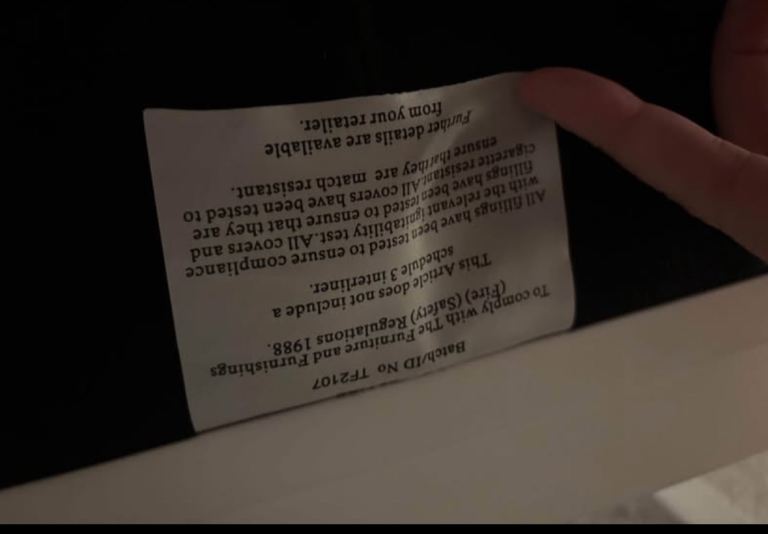 Batch/ID No TF2107
To comply with The Furniture and Furnishings
(Fire) (Safety) Regulations 1988.
This Article does not include a
schedule 3 interliner.
All fillings have been tested to ensure compliance
with the relevant ignitability test.All covers and
fillings have been tested to ensure that they are
cigarette resistant.All covers have been tested to
ensure thatthey are match resistant.
Further details are available
from your retailer.